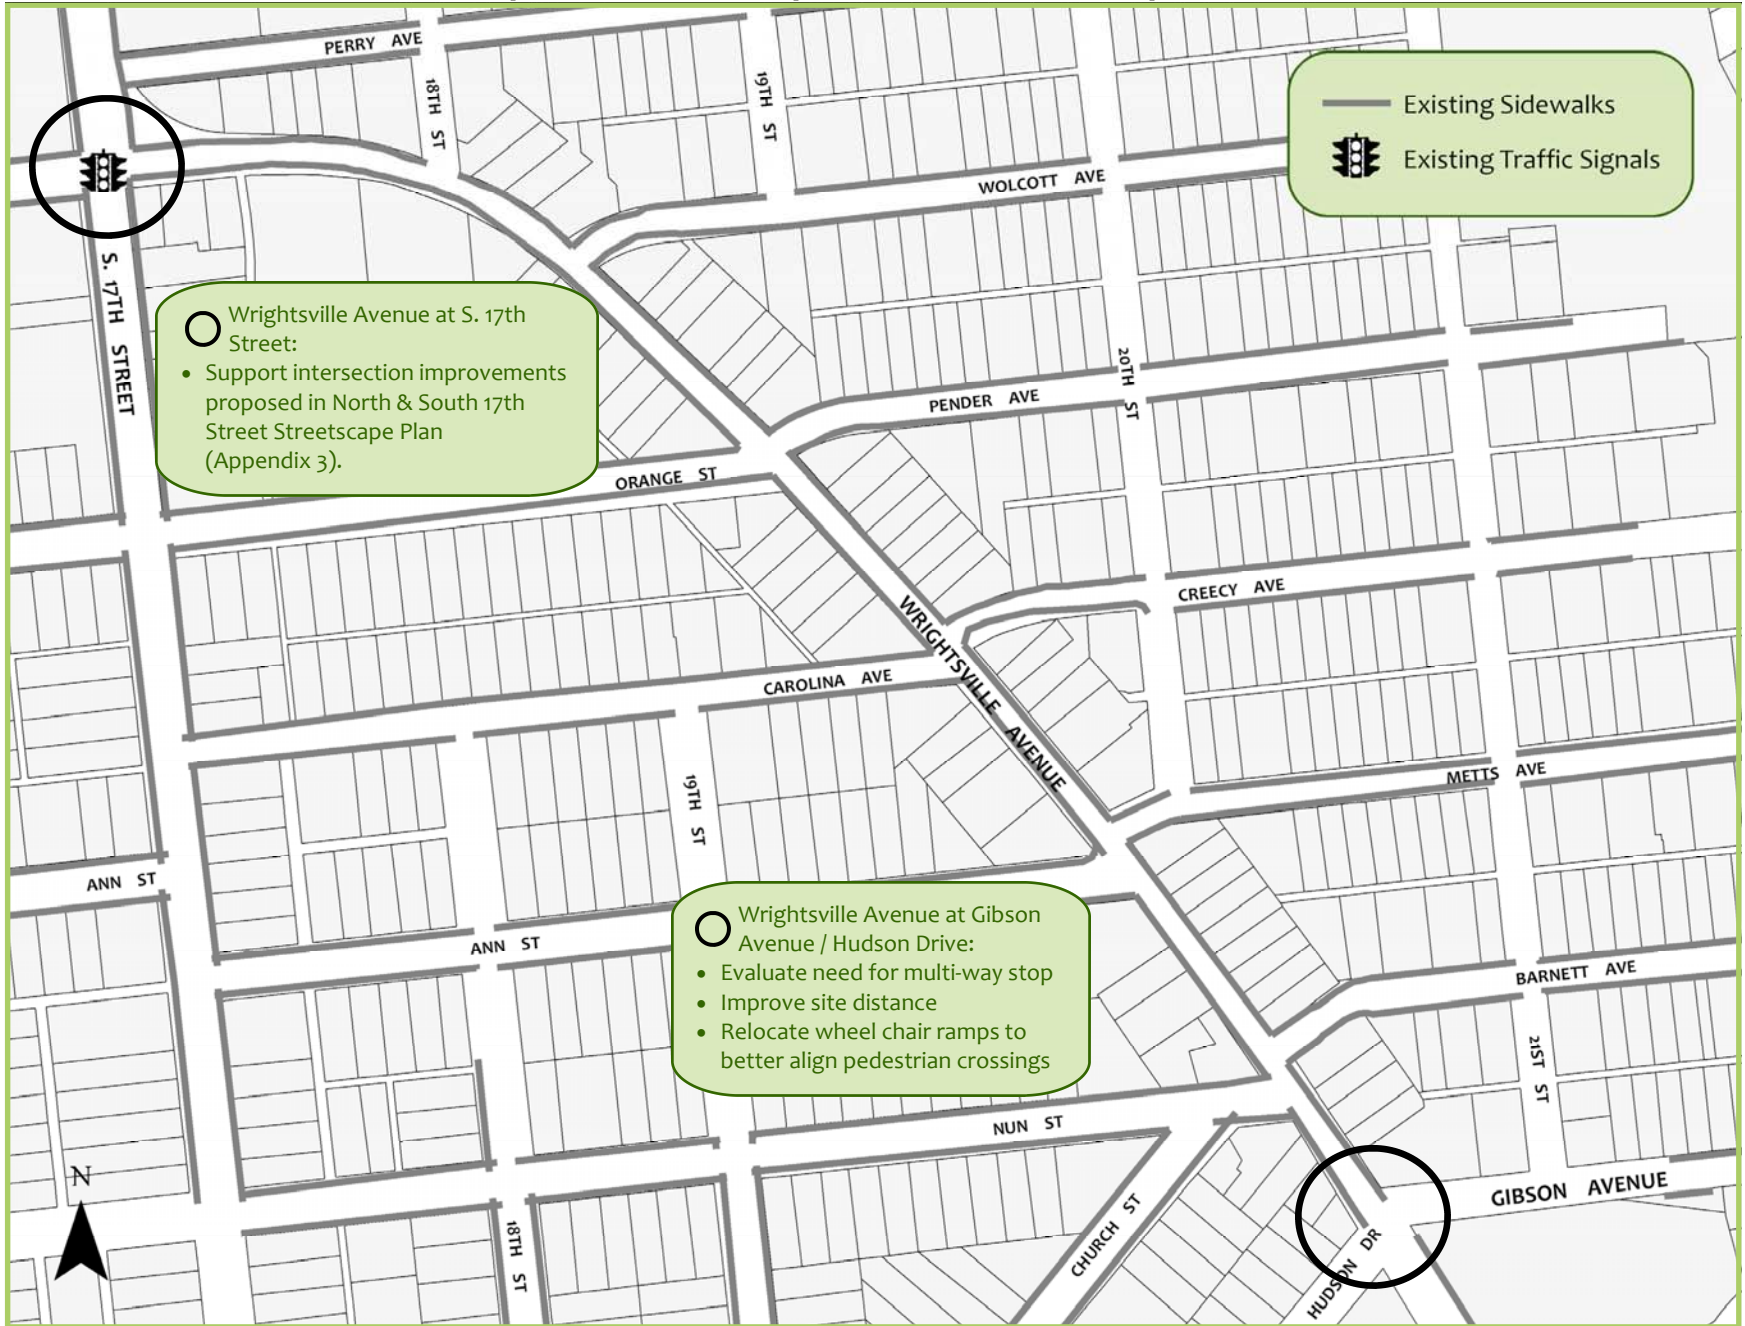 PERRY AVE
18TH ST
19TH ST
Existing Sidewalks
Existing Traffic Signals
WOLCOTT AVE
S. 17TH STREET
Wrightsville Avenue at S. 17th
Street:
• Support intersection improvements
proposed in North & South 17th
Street Streetscape Plan
(Appendix 3).
20TH ST
PENDER AVE
ORANGE ST
CREECY AVE
WRIGHTSVILLE AVENUE
CAROLINA AVE
METTS AVE
19TH ST
ANN ST
ANN ST
Wrightsville Avenue at Gibson
Avenue / Hudson Drive:
• Evaluate need for multi-way stop
• Improve site distance
• Relocate wheel chair ramps to
better align pedestrian crossings
BARNETT AVE
21ST ST
NUN ST
N
GIBSON AVENUE
CHURCH ST
HUDSON DR
18TH ST